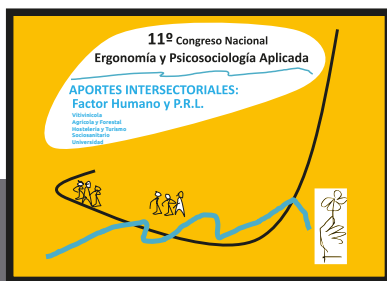 11º Congreso Nacional
Ergonomía y Psicosociología Aplicada
APORTES INTERSECTORIALES:
Factor Humano y P.R.L.
Vitivinícola
Agrícola y Forestal
Hostelería y Turismo
Sociosanitario
Universidad